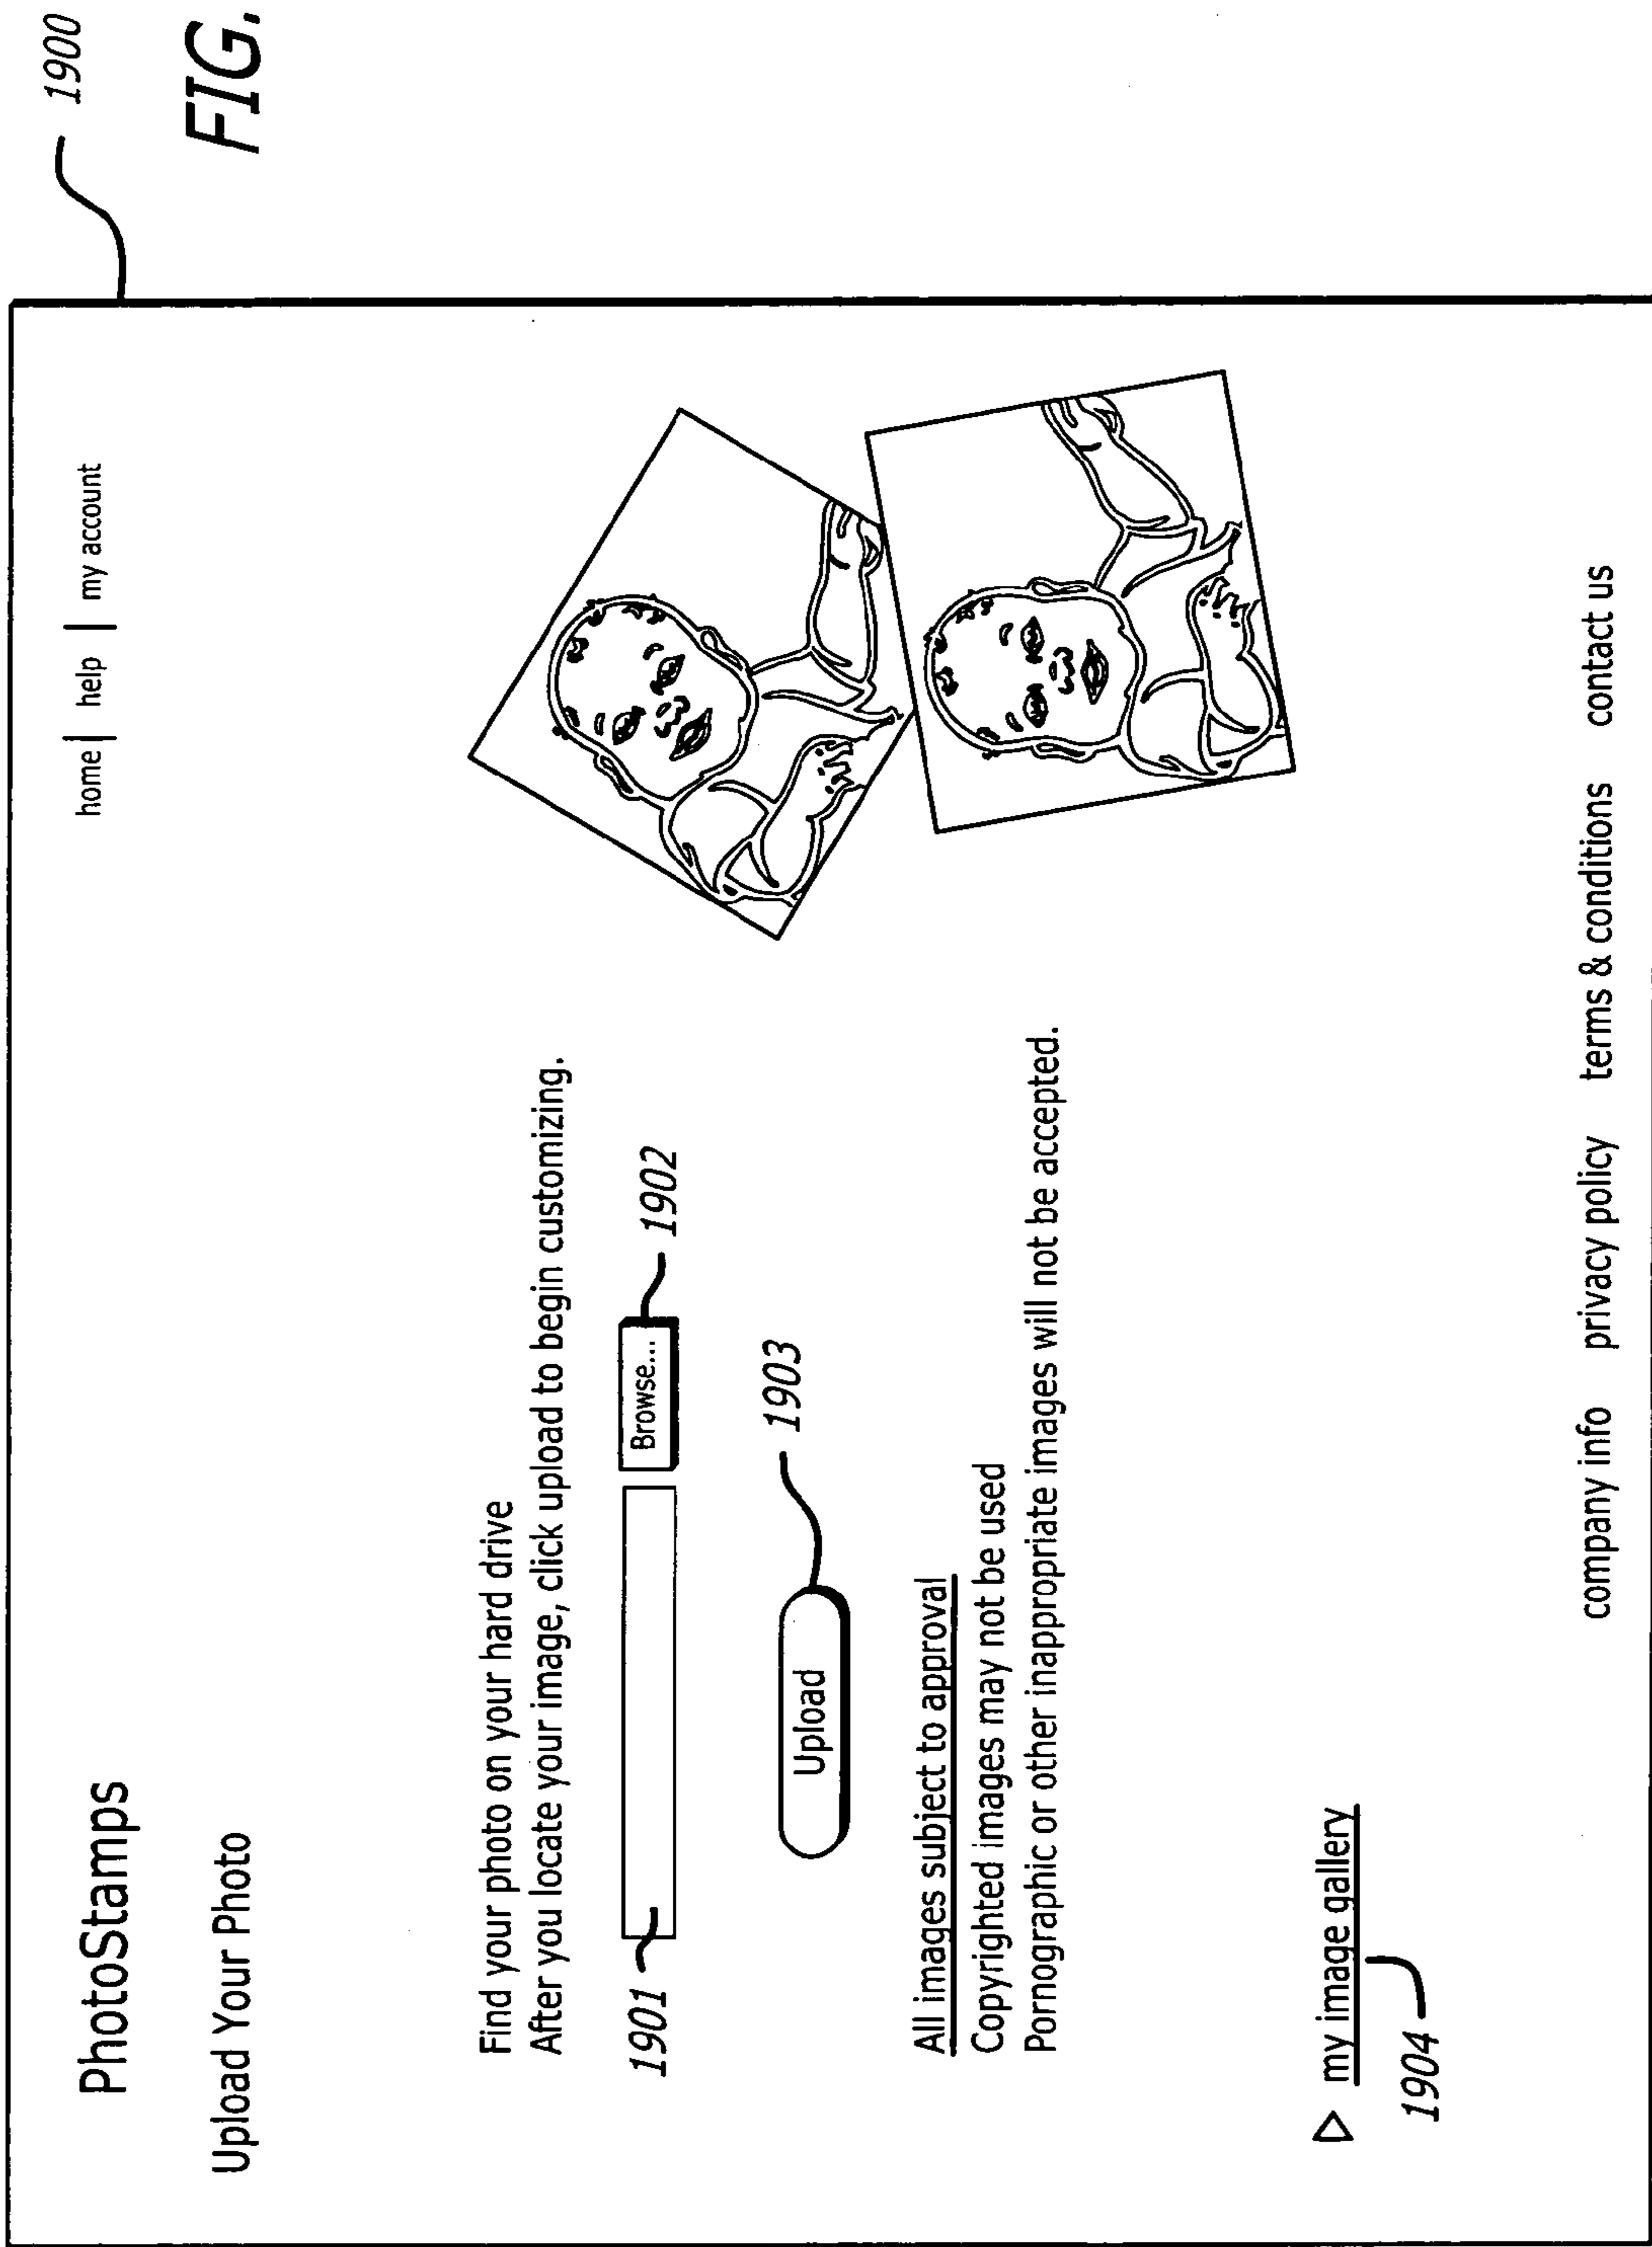 1900
FIG.
home | help | my account
PhotoStamps
Upload Your Photo
Find your photo on your hard drive
After you locate your image, click upload to begin customizing.
1901
Browse...
1902
Upload
1903
All images subject to approval
Copyrighted images may not be used
Pornographic or other inappropriate images will not be accepted.
my image gallery
1904
company info privacy policy terms & conditions contact us